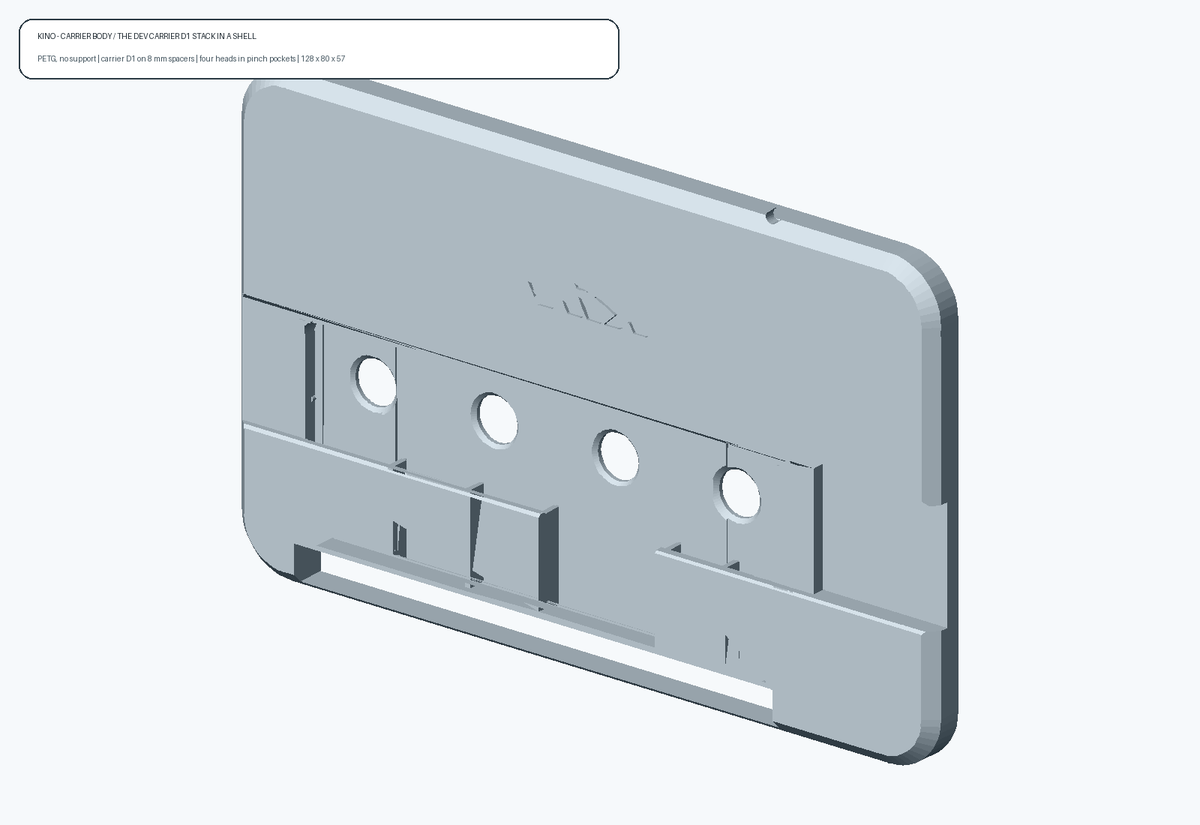 KINO - CARRIER BODY / THE DEV CARRIER D1 STACK IN A SHELL
PETG, no support | carrier D1 on 8 mm spacers | four heads in pinch pockets | 128 x 80 x 57